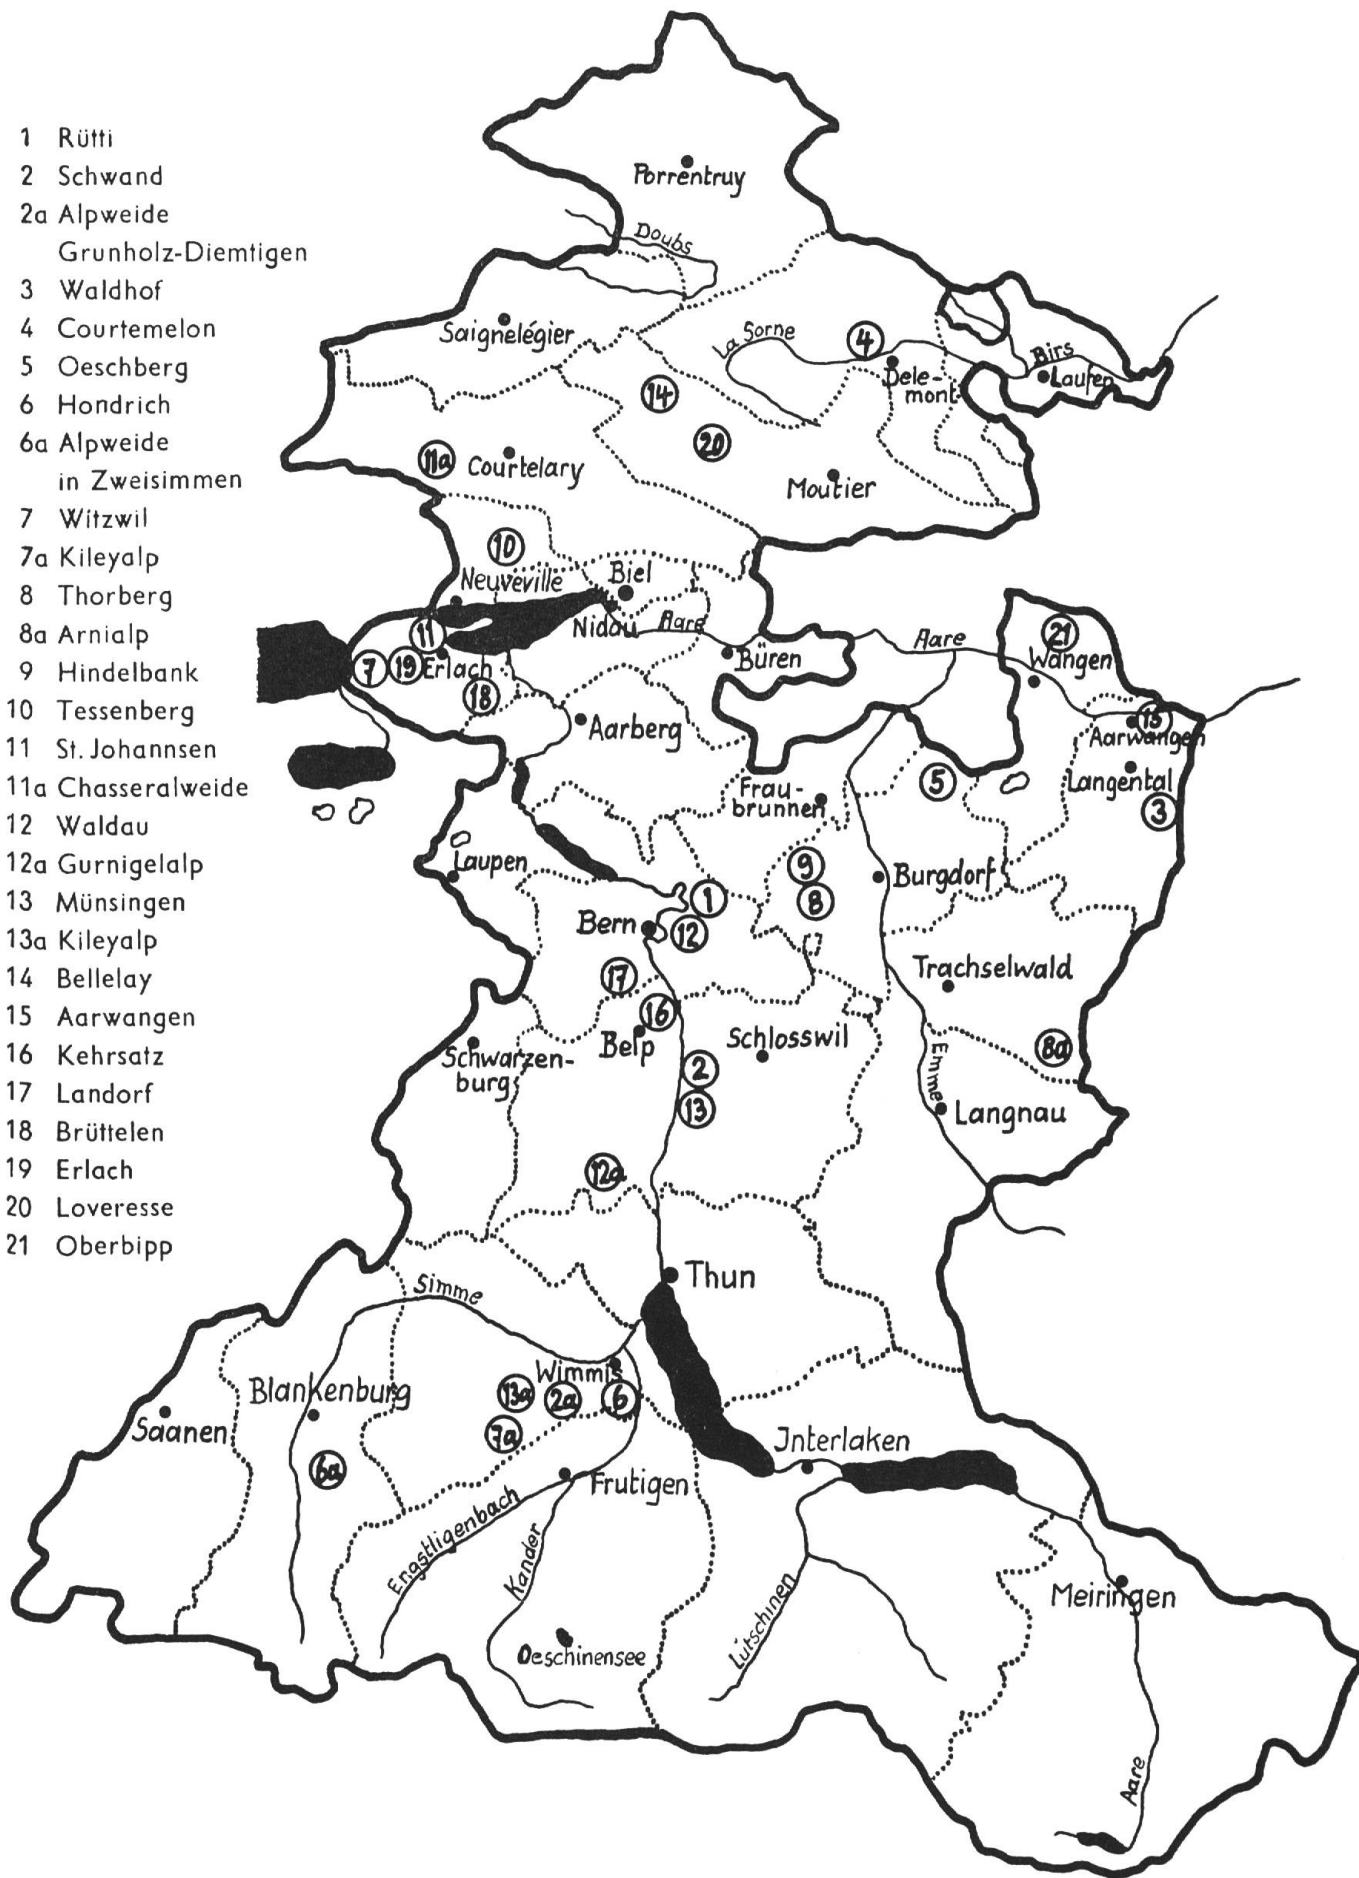 1 Rütti
2 Schwand
2a Alpweide
Grunholz-Diemtigen
3 Waldhof
4 Courtemelon
5 Oeschberg
6 Hondrich
6a Alpweide
in Zweisimmen
7 Witzwil
7a Kileyalp
8 Thorberg
8a Arnialp
9 Hindelbank
10 Tessenberg
11 St. Johannsen
11a Chasseralweide
12 Waldau
12a Gurnigelalp
13 Münsingen
13a Kileyalp
14 Bellelay
15 Aarwangen
16 Kehrsatz
17 Landorf
18 Brüttelen
19 Erlach
20 Loveresse
21 Oberbipp
Porrentruy
Doubs
Saignelégier
La Sorne
4
Dele-
mont
Birs
Laufen
14
20
11a
Courtelary
Moutier
10
Neuveville
Biel
Nidau
Aare
Büren
Aare
21
Wangen
11
7
19
Erlach
18
Aarberg
15
Aarwangen
Langental
3
5
Frau-
brunnen
Laupen
9
8
Burgdorf
1
Bern
12
17
16
Belp
Trachselwald
Schwarzen-
burg
Schlosswil
2
13
8a
Emme
Langnau
12a
Thun
Simme
Wimmis
13a
2a
6
7a
Blankenburg
Saanen
6a
Interlaken
Frutigen
Engstligenbach
Kander
Oeschinensee
Lütschinen
Meiringen
Aare